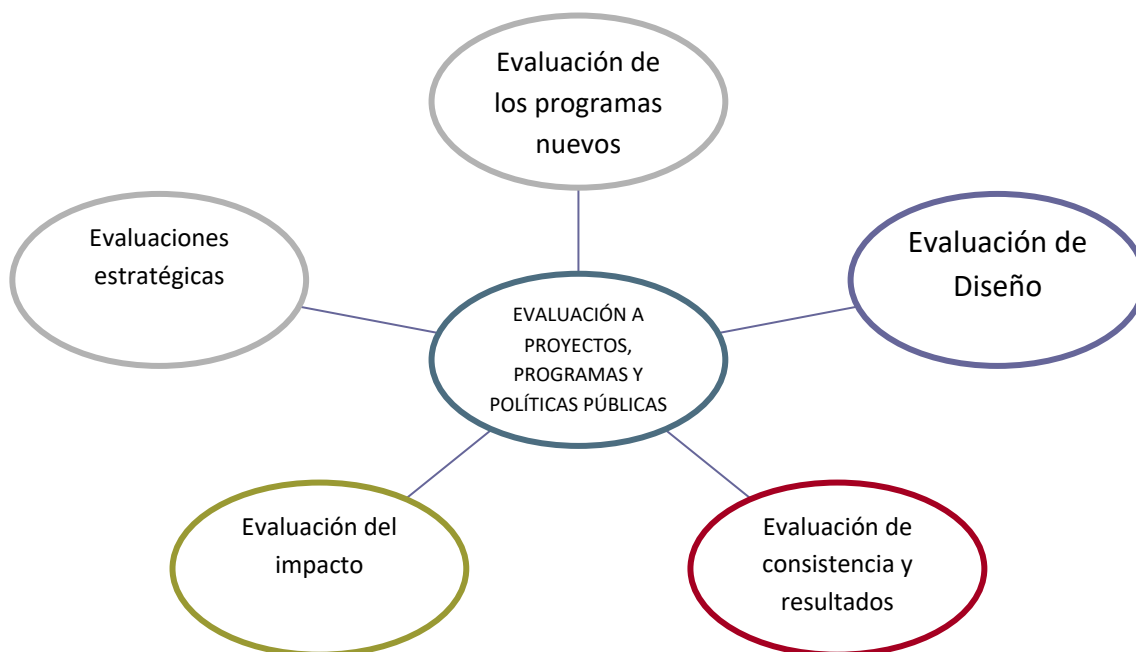 Evaluación de
los programas
nuevos
Evaluaciones
estratégicas
Evaluación de
Diseño
EVALUACIÓN A
PROYECTOS,
PROGRAMAS Y
POLÍTICAS PÚBLICAS
Evaluación del
impacto
Evaluación de
consistencia y
resultados